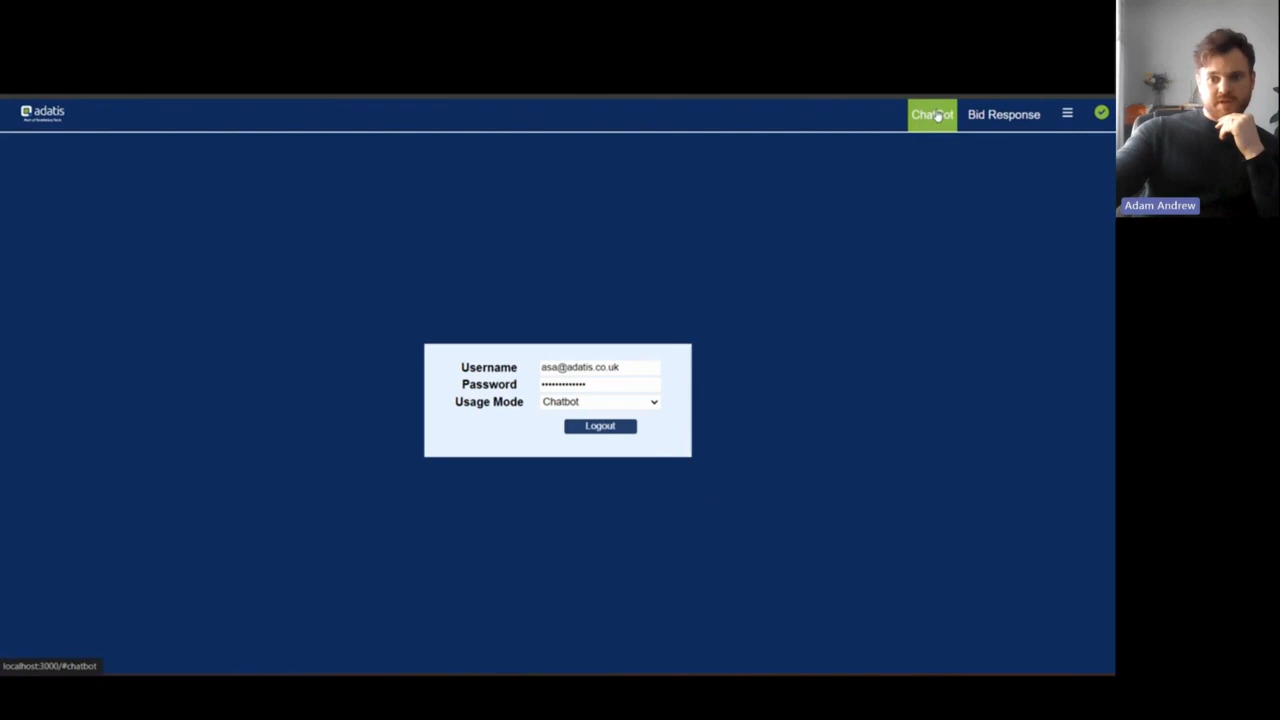 adatis
ChatBot
Bid Response
Adam Andrew
Username
asa@adatis.co.uk
Password
•••••••••••••
Usage Mode
Chatbot
Logout
localhost:3000/#chatbot